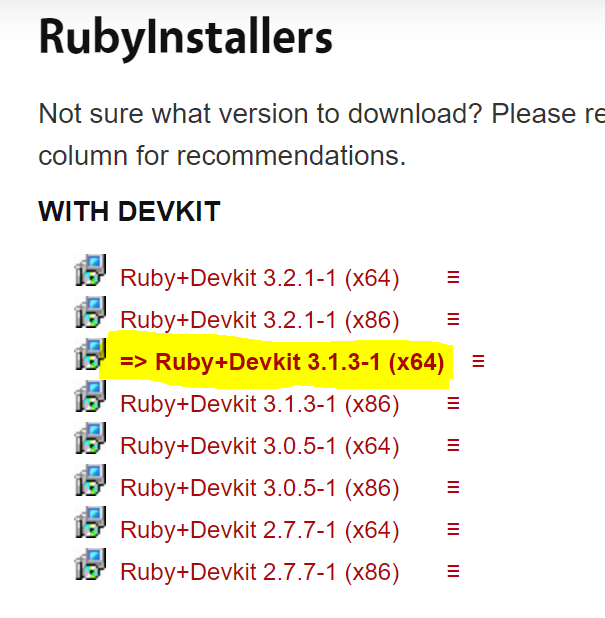 RubyInstallers
Not sure what version to download? Please re
column for recommendations.
WITH DEVKIT
Ruby+Devkit 3.2.1-1 (x64) ≡
Ruby+Devkit 3.2.1-1 (x86) ≡
=> Ruby+Devkit 3.1.3-1 (x64) ≡
Ruby+Devkit 3.1.3-1 (x86) ≡
Ruby+Devkit 3.0.5-1 (x64) ≡
Ruby+Devkit 3.0.5-1 (x86) ≡
Ruby+Devkit 2.7.7-1 (x64) ≡
Ruby+Devkit 2.7.7-1 (x86) ≡